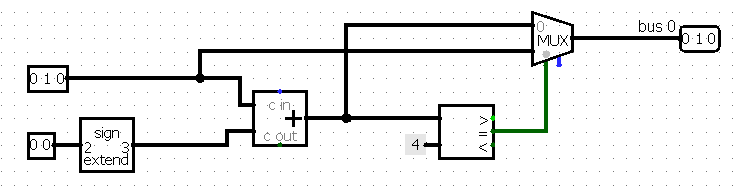 bus 0
0
MUX
0 1 0
0 1 0
c in
+
c out
>
=
<
4
0 0
sign
2 3
extend